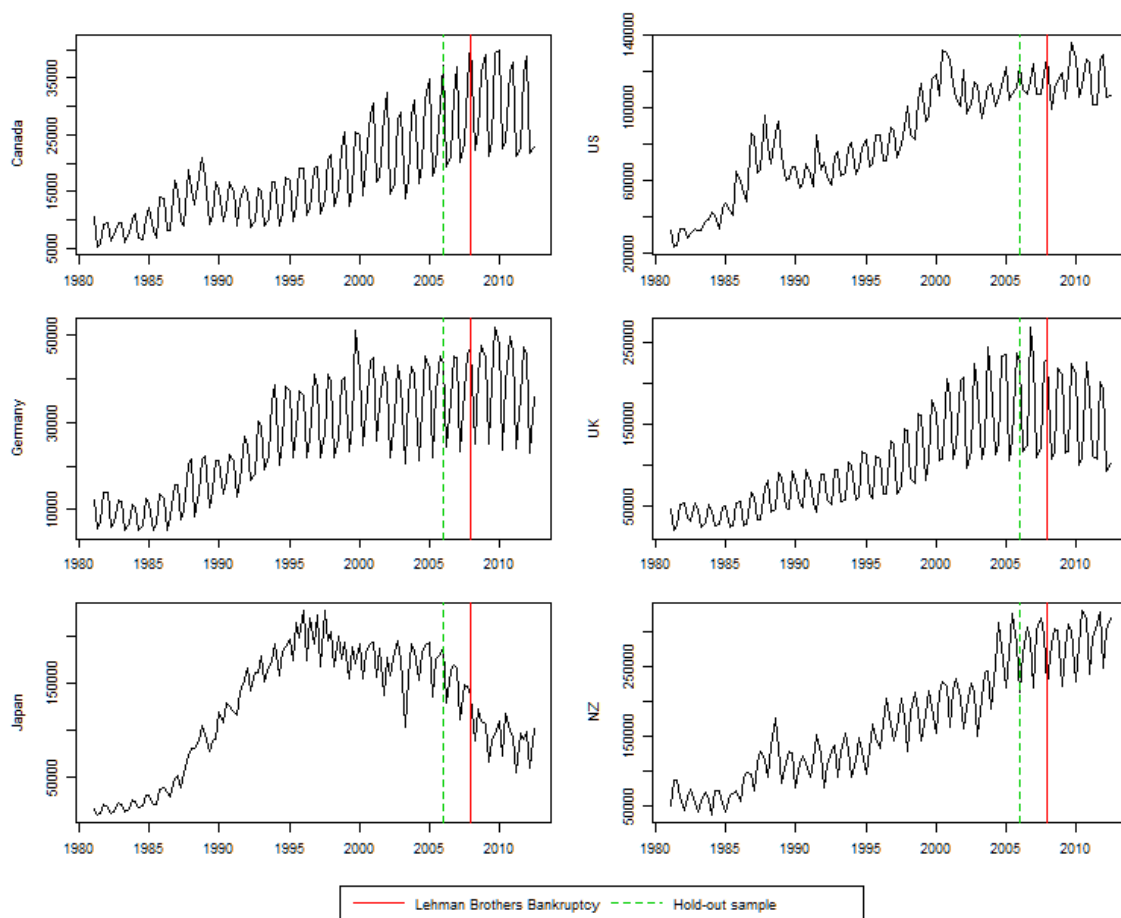 Canada
5000 15000 25000 35000
1980 1985 1990 1995 2000 2005 2010
US
20000 60000 100000 140000
1980 1985 1990 1995 2000 2005 2010
Germany
10000 30000 50000
1980 1985 1990 1995 2000 2005 2010
UK
50000 150000 250000
1980 1985 1990 1995 2000 2005 2010
Japan
50000 150000
1980 1985 1990 1995 2000 2005 2010
NZ
50000 150000 250000
1980 1985 1990 1995 2000 2005 2010
Lehman Brothers Bankruptcy Hold-out sample